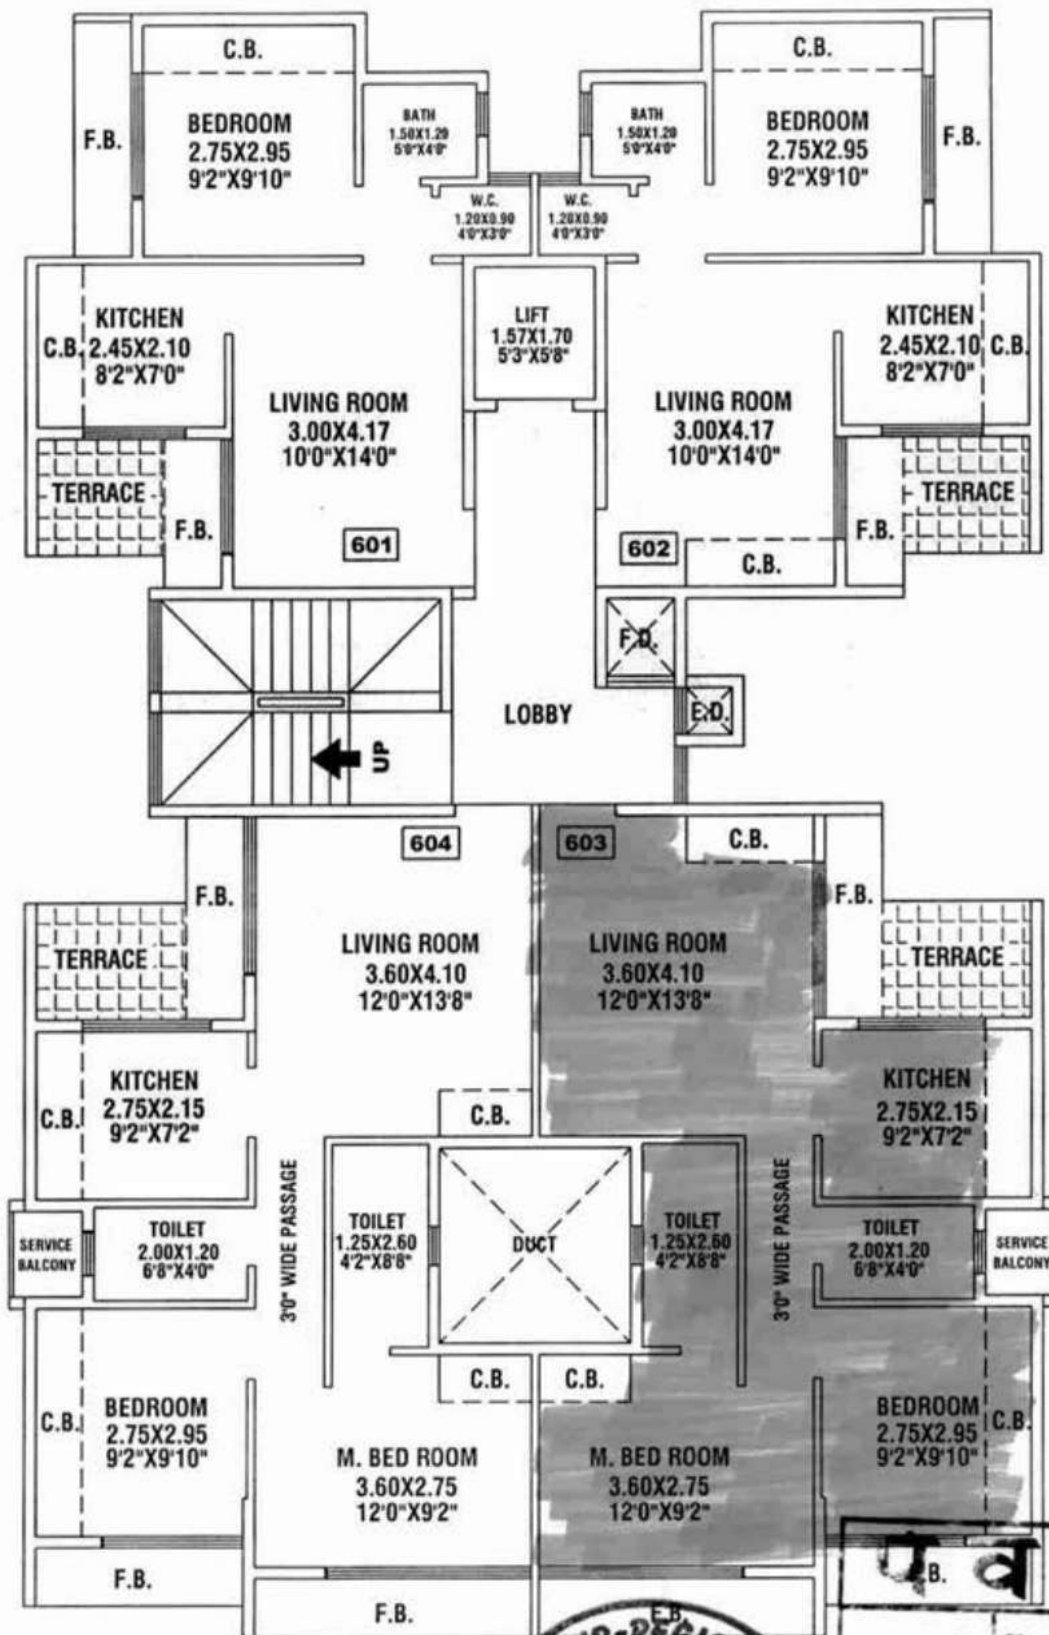 C.B.
C.B.
F.B.
BEDROOM
2.75X2.95
9'2"X9'10"
BATH
1.50X1.20
5'0"X4'0"
BATH
1.50X1.20
5'0"X4'0"
BEDROOM
2.75X2.95
9'2"X9'10"
F.B.
W.C.
1.20X0.90
4'0"X3'0"
W.C.
1.20X0.90
4'0"X3'0"
KITCHEN
2.45X2.10
8'2"X7'0"
C.B.
LIFT
1.57X1.70
5'3"X5'8"
KITCHEN
2.45X2.10
8'2"X7'0"
C.B.
LIVING ROOM
3.00X4.17
10'0"X14'0"
LIVING ROOM
3.00X4.17
10'0"X14'0"
TERRACE
F.B.
601
602
C.B.
F.B.
TERRACE
F.D.
E.D.
LOBBY
UP
604
603
C.B.
F.B.
F.B.
TERRACE
LIVING ROOM
3.60X4.10
12'0"X13'8"
LIVING ROOM
3.60X4.10
12'0"X13'8"
TERRACE
KITCHEN
2.75X2.15
9'2"X7'2"
C.B.
C.B.
KITCHEN
2.75X2.15
9'2"X7'2"
3'0" WIDE PASSAGE
3'0" WIDE PASSAGE
SERVICE
BALCONY
TOILET
2.00X1.20
6'8"X4'0"
TOILET
1.25X2.60
4'2"X8'8"
DUCT
TOILET
1.25X2.60
4'2"X8'8"
TOILET
2.00X1.20
6'8"X4'0"
SERVICE
BALCONY
C.B.
C.B.
C.B.
BEDROOM
2.75X2.95
9'2"X9'10"
M. BED ROOM
3.60X2.75
12'0"X9'2"
M. BED ROOM
3.60X2.75
12'0"X9'2"
BEDROOM
2.75X2.95
9'2"X9'10"
C.B.
F.B.
B.
F.B.
F.B.